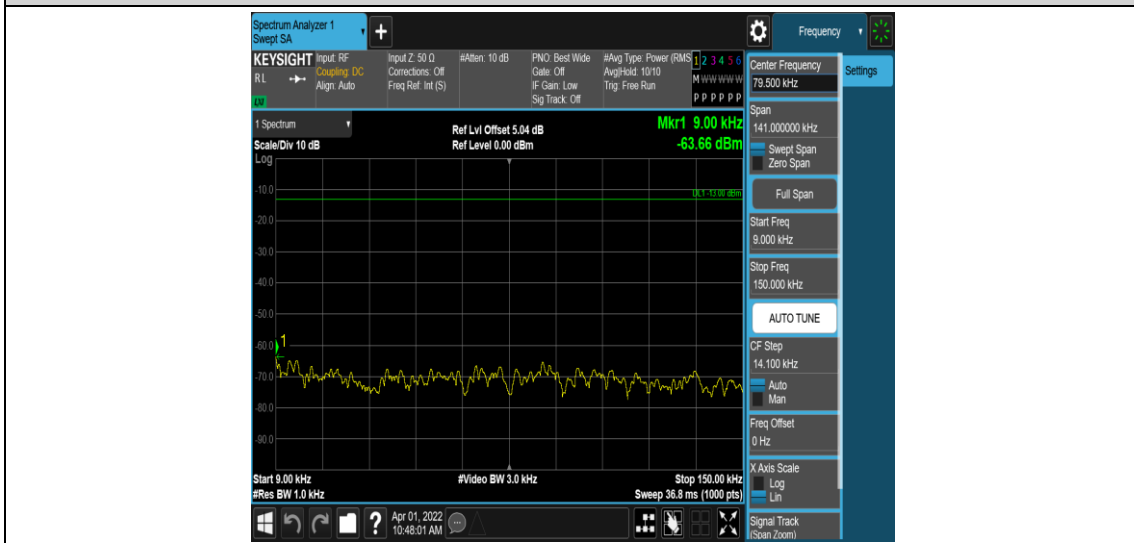 Spectrum Analyzer 1
Swept SA
+
Frequency
KEYSIGHT
RL
LXI
Input: RF
Coupling: DC
Align: Auto
Input Z: 50 Ω
Corrections: Off
Freq Ref: Int (S)
#Atten: 10 dB
PNO: Best Wide
Gate: Off
IF Gain: Low
Sig Track: Off
#Avg Type: Power (RMS
Avg|Hold: 10/10
Trig: Free Run
1 2 3 4 5 6
M W W W W W
P P P P P P
1 Spectrum
Scale/Div 10 dB
Ref Lvl Offset 5.04 dB
Ref Level 0.00 dBm
Mkr1 9.00 kHz
-63.66 dBm
Log
DL1 -13.00 dBm
-10.0
-20.0
-30.0
-40.0
-50.0
-60.0
1
-70.0
-80.0
-90.0
Start 9.00 kHz
#Res BW 1.0 kHz
#Video BW 3.0 kHz
Stop 150.00 kHz
Sweep 36.8 ms (1000 pts)
?
Apr 01, 2022
10:48:01 AM
Center Frequency
79.500 kHz
Settings
Span
141.000000 kHz
Swept Span
Zero Span
Full Span
Start Freq
9.000 kHz
Stop Freq
150.000 kHz
AUTO TUNE
CF Step
14.100 kHz
Auto
Man
Freq Offset
0 Hz
X Axis Scale
Log
Lin
Signal Track
(Span Zoom)